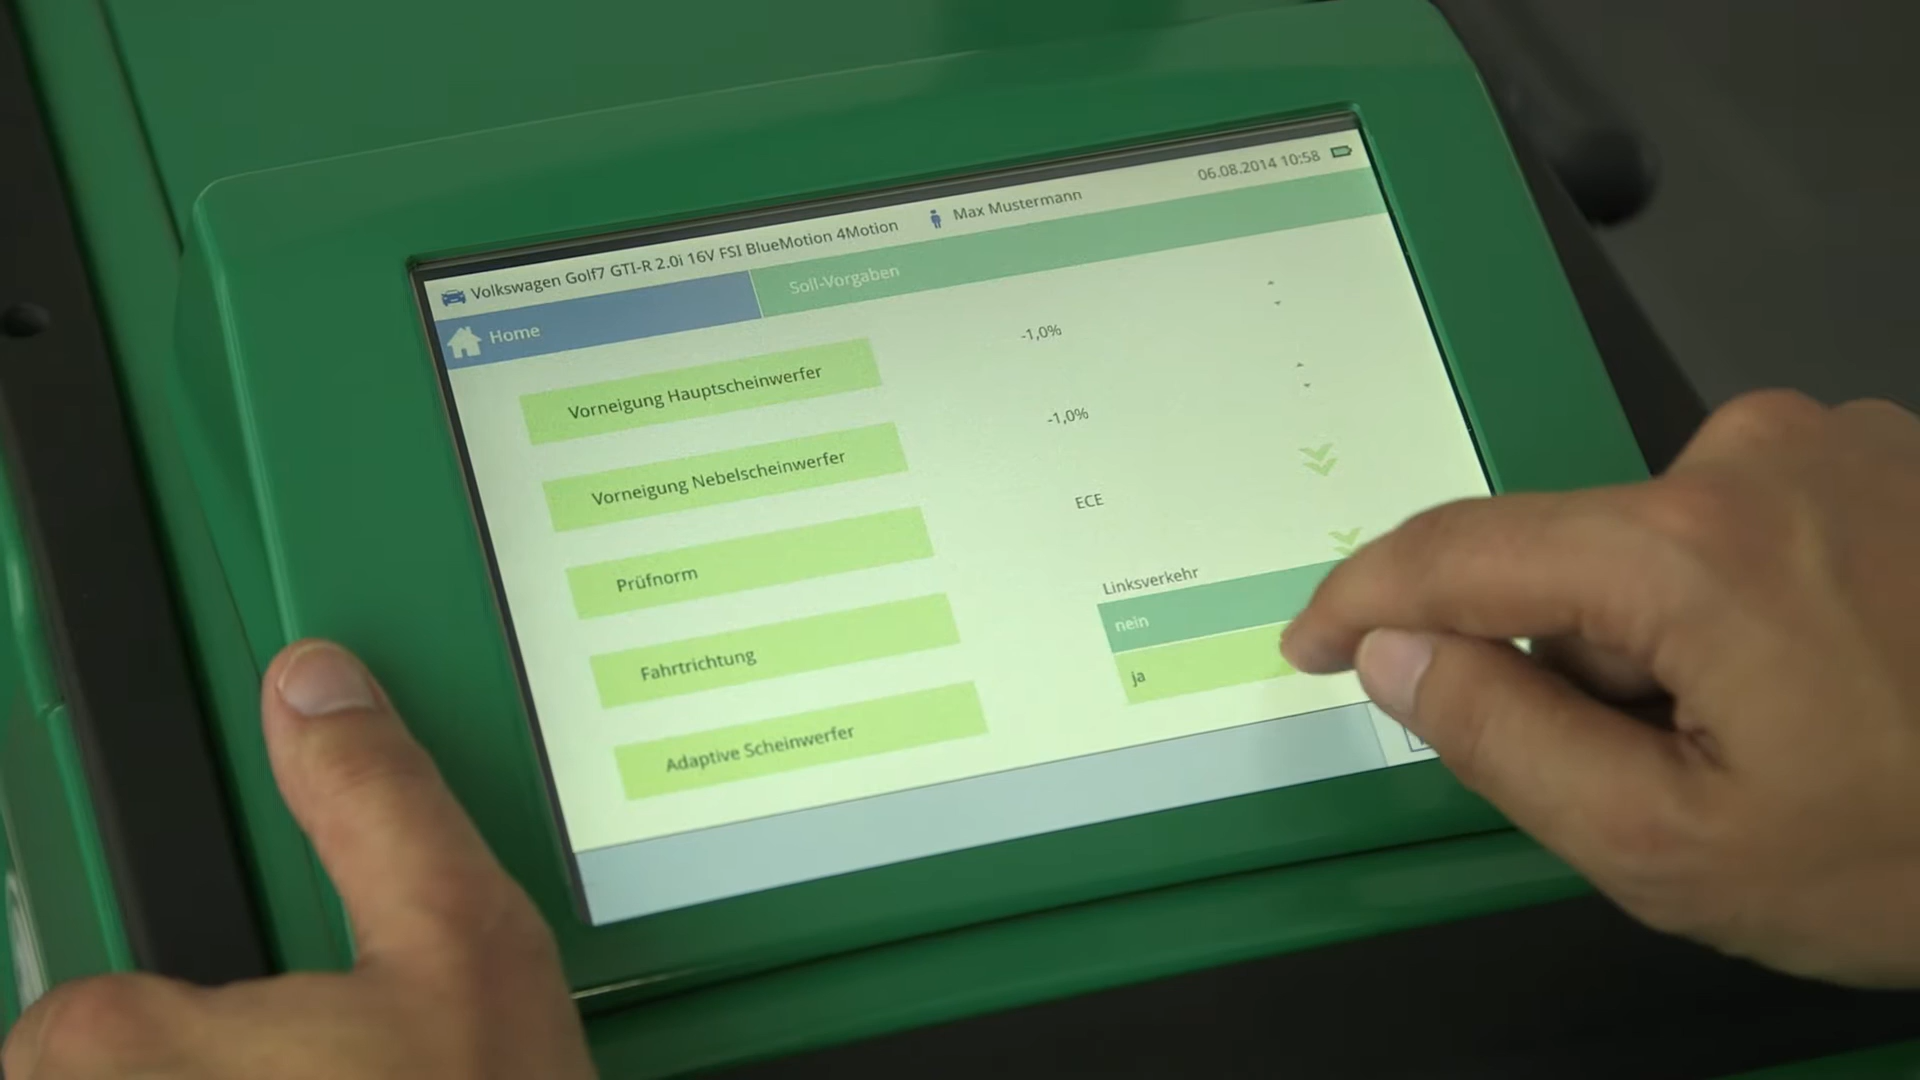 Volkswagen Golf7 GTI-R 2.0i 16V FSI BlueMotion 4Motion
Max Mustermann
06.08.2014 10:58
Home
Soll-Vorgaben
Vorneigung Hauptscheinwerfer
-1,0%
Vorneigung Nebelscheinwerfer
-1,0%
Prüfnorm
ECE
Fahrtrichtung
Linksverkehr
nein
ja
Adaptive Scheinwerfer